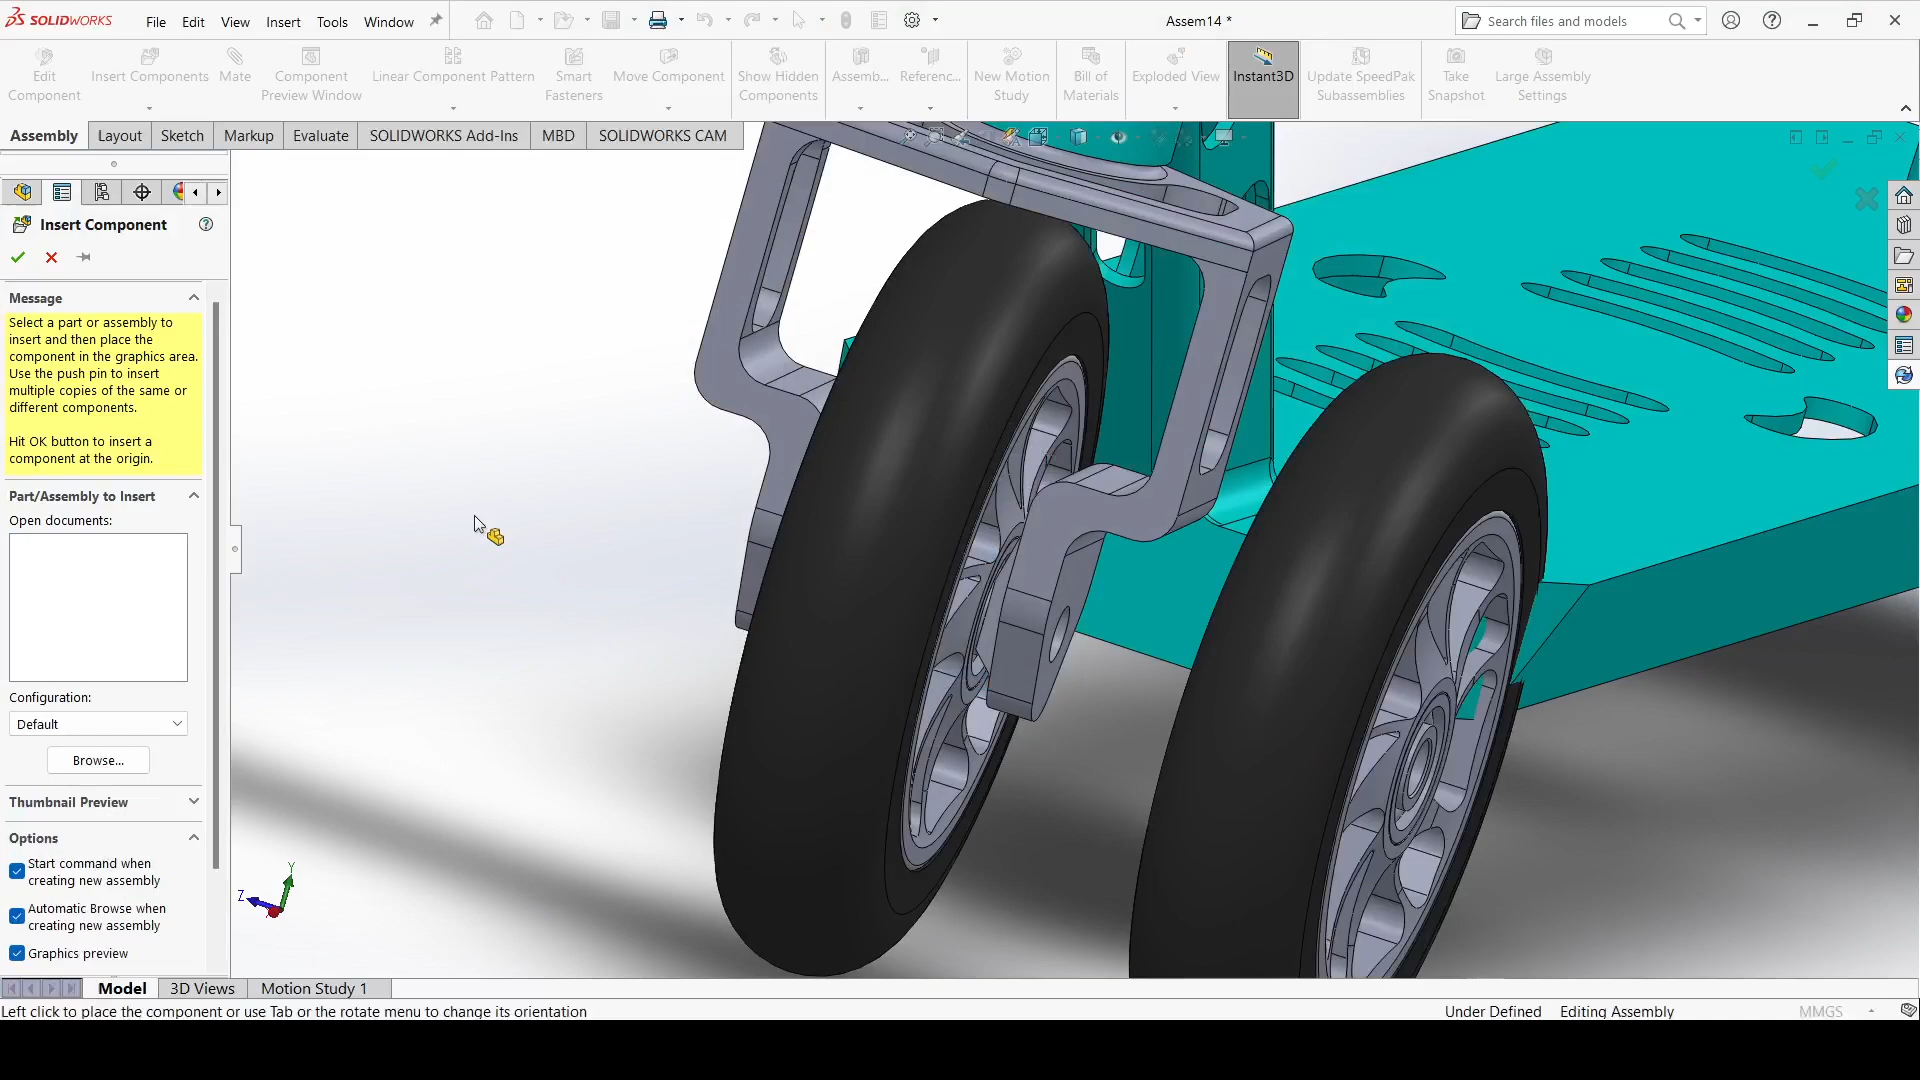 SOLIDWORKS
File Edit View Insert Tools Window
Assem14 *
Search files and models
Edit Component
Insert Components
Mate
Component Preview Window
Linear Component Pattern
Smart Fasteners
Move Component
Show Hidden Components
Assemb...
Referenc...
New Motion Study
Bill of Materials
Exploded View
Instant3D
Update SpeedPak Subassemblies
Take Snapshot
Large Assembly Settings
Assembly Layout Sketch Markup Evaluate SOLIDWORKS Add-Ins MBD SOLIDWORKS CAM
Insert Component
Message
Select a part or assembly to
insert and then place the
component in the graphics area.
Use the push pin to insert
multiple copies of the same or
different components.
Hit OK button to insert a
component at the origin.
Part/Assembly to Insert
Open documents:
Configuration:
Default
Browse...
Thumbnail Preview
Options
Start command when
creating new assembly
Automatic Browse when
creating new assembly
Graphics preview
Y
Z
Model 3D Views Motion Study 1
Left click to place the component or use Tab or the rotate menu to change its orientation
Under Defined Editing Assembly MMGS